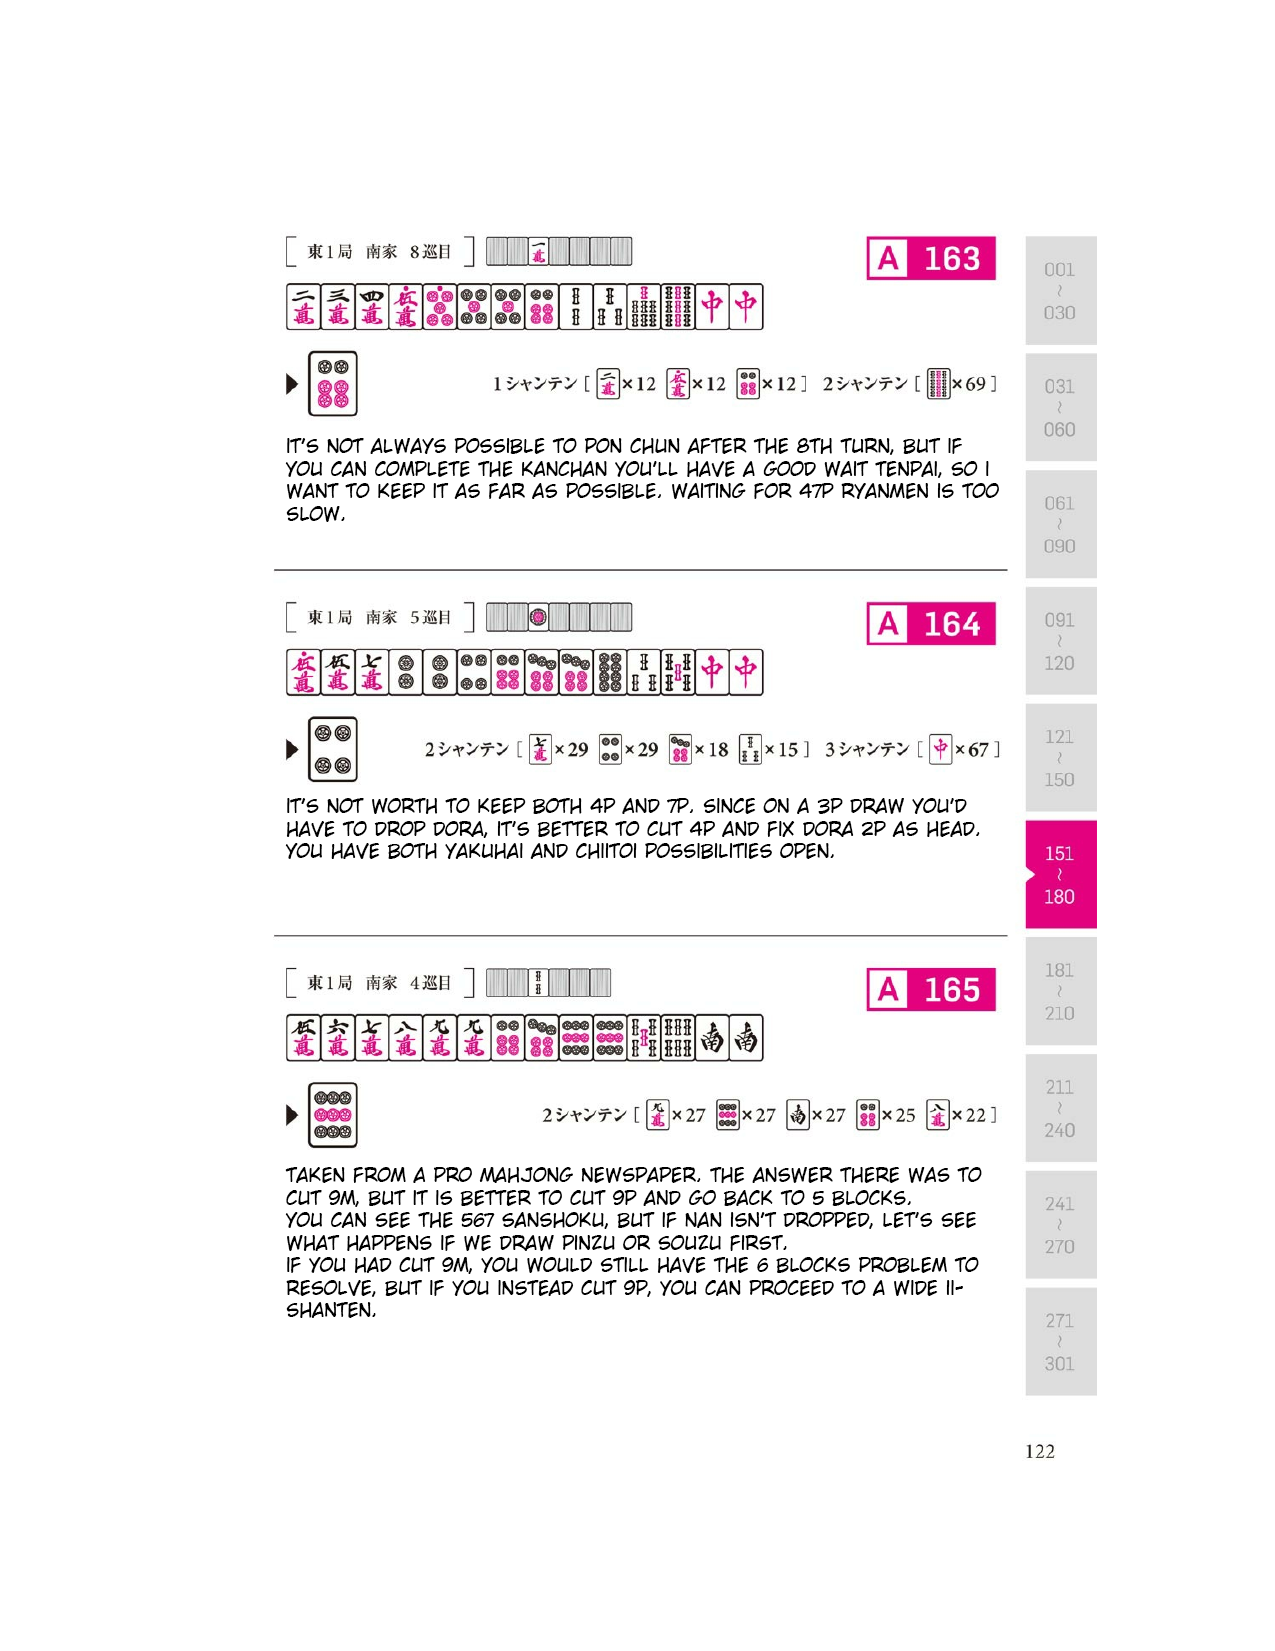 [ 東1局 南家 8巡目 ] A 163
1シャンテン [ ×12 ×12 ×12 ] 2シャンテン [ ×69 ]
IT'S NOT ALWAYS POSSIBLE TO PON CHUN AFTER THE 8TH TURN, BUT IF
YOU CAN COMPLETE THE KANCHAN YOU'LL HAVE A GOOD WAIT TENPAI, SO I
WANT TO KEEP IT AS FAR AS POSSIBLE. WAITING FOR 47P RYANMEN IS TOO
SLOW.
[ 東1局 南家 5巡目 ] A 164
2シャンテン [ ×29 ×29 ×18 ×15 ] 3シャンテン [ ×67 ]
IT'S NOT WORTH TO KEEP BOTH 4P AND 7P. SINCE ON A 3P DRAW YOU'D
HAVE TO DROP DORA, IT'S BETTER TO CUT 4P AND FIX DORA 2P AS HEAD.
YOU HAVE BOTH YAKUHAI AND CHIITOI POSSIBILITIES OPEN.
[ 東1局 南家 4巡目 ] A 165
2シャンテン [ ×27 ×27 ×27 ×25 ×22 ]
TAKEN FROM A PRO MAHJONG NEWSPAPER. THE ANSWER THERE WAS TO
CUT 9M, BUT IT IS BETTER TO CUT 9P AND GO BACK TO 5 BLOCKS.
YOU CAN SEE THE 567 SANSHOKU, BUT IF NAN ISN'T DROPPED, LET'S SEE
WHAT HAPPENS IF WE DRAW PINZU OR SOUZU FIRST.
IF YOU HAD CUT 9M, YOU WOULD STILL HAVE THE 6 BLOCKS PROBLEM TO
RESOLVE, BUT IF YOU INSTEAD CUT 9P, YOU CAN PROCEED TO A WIDE II-
SHANTEN.
001
~
030
031
~
060
061
~
090
091
~
120
121
~
150
151
~
180
181
~
210
211
~
240
241
~
270
271
~
301
122